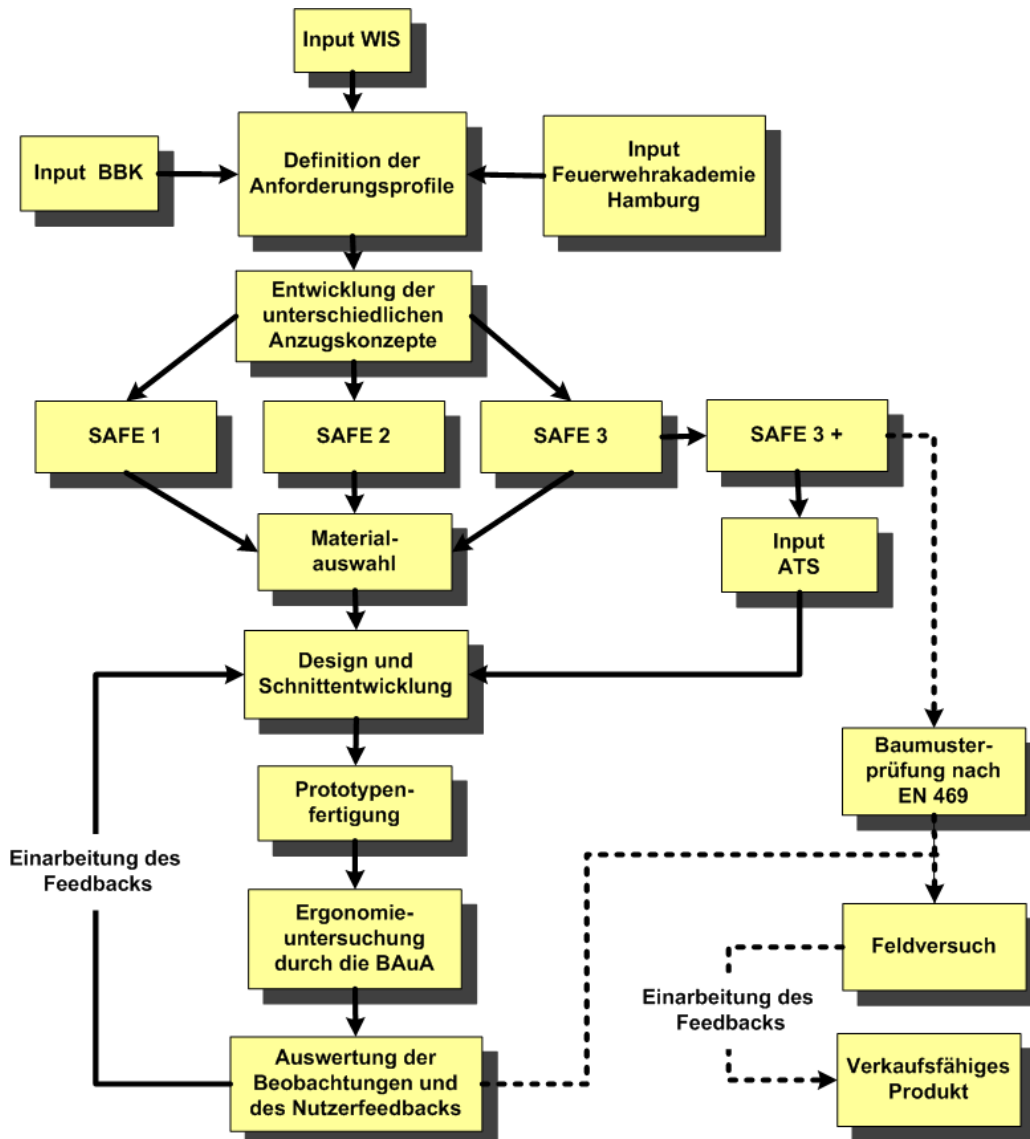 Input WIS
Input BBK
Definition der
Anforderungsprofile
Input
Feuerwehrakademie
Hamburg
Entwicklung der
unterschiedlichen
Anzugskonzepte
SAFE 1
SAFE 2
SAFE 3
SAFE 3 +
Material-
auswahl
Input
ATS
Design und
Schnittentwicklung
Baumuster-
prüfung nach
EN 469
Prototypen-
fertigung
Einarbeitung des
Feedbacks
Ergonomie-
untersuchung
durch die BAuA
Feldversuch
Einarbeitung des
Feedbacks
Auswertung der
Beobachtungen und
des Nutzerfeedbacks
Verkaufsfähiges
Produkt